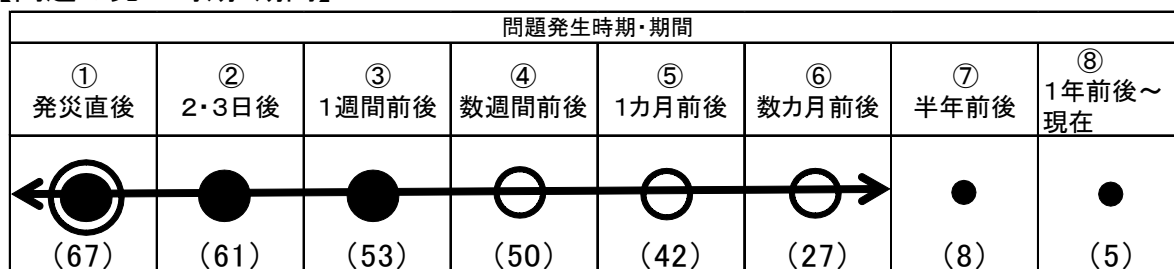 問題発生時期・期間
① ② ③ ④ ⑤ ⑥ ⑦ ⑧
発災直後 2・3日後 1週間前後 数週間前後 1カ月前後 数カ月前後 半年前後 1年前後～
現在
(67) (61) (53) (50) (42) (27) (8) (5)